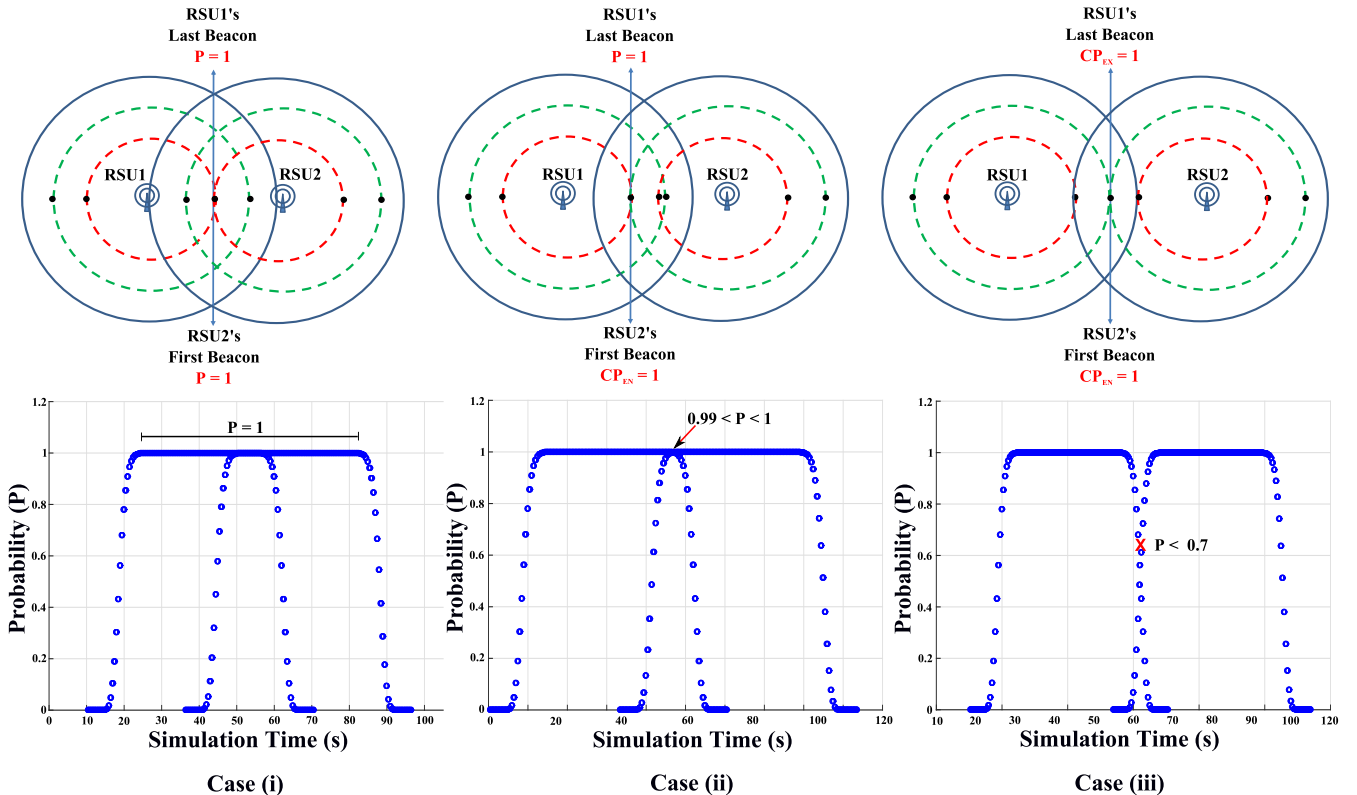 RSU1's
Last Beacon
P = 1
RSU1
RSU2
RSU2's
First Beacon
P = 1
RSU1's
Last Beacon
P = 1
RSU1
RSU2
RSU2's
First Beacon
CP_EN = 1
RSU1's
Last Beacon
CP_EX = 1
RSU1
RSU2
RSU2's
First Beacon
CP_EN = 1
Probability (P)
1.2
1
0.8
0.6
0.4
0.2
0
P = 1
0 10 20 30 40 50 60 70 80 90 100
Simulation Time (s)
Case (i)
Probability (P)
1.2
1
0.8
0.6
0.4
0.2
0
0.99 < P < 1
0 20 40 60 80 100 120
Simulation Time (s)
Case (ii)
Probability (P)
1.2
1
0.8
0.6
0.4
0.2
0
X P < 0.7
10 20 30 40 50 60 70 80 90 100 110 120
Simulation Time (s)
Case (iii)